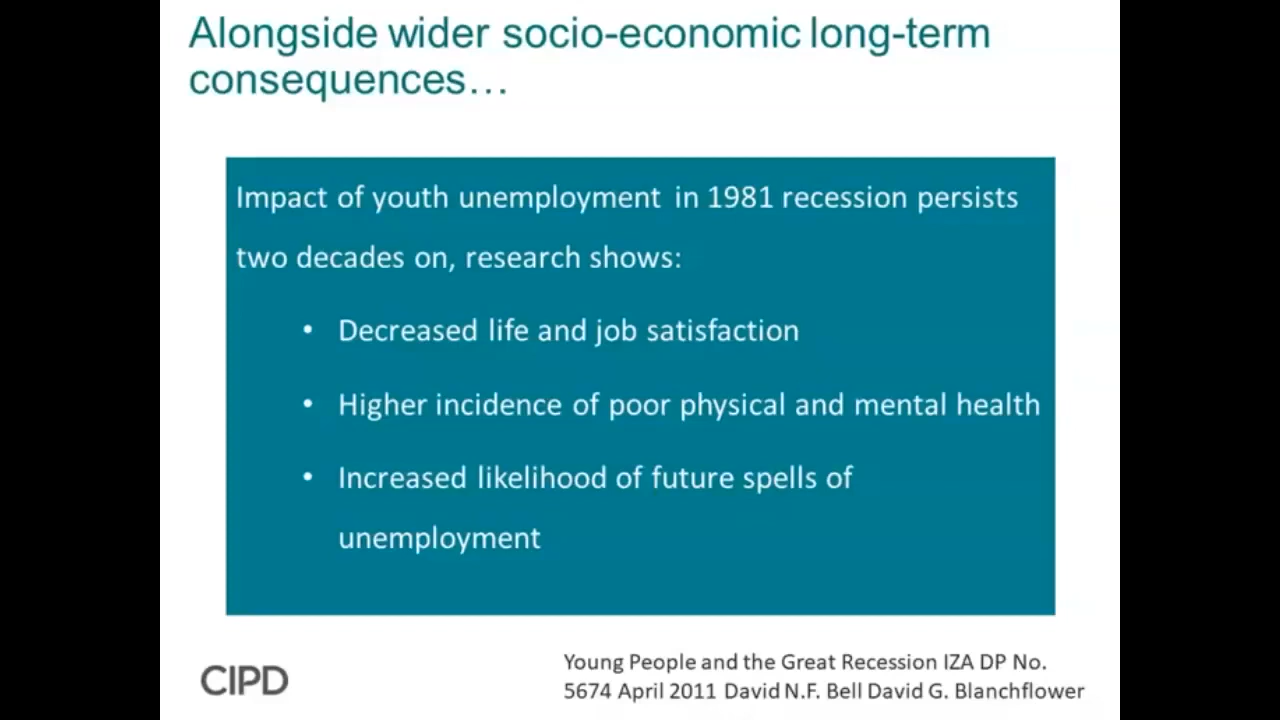 Alongside wider socio-economic long-term
consequences…
Impact of youth unemployment in 1981 recession persists
two decades on, research shows:
• Decreased life and job satisfaction
• Higher incidence of poor physical and mental health
• Increased likelihood of future spells of
unemployment
CIPD
Young People and the Great Recession IZA DP No.
5674 April 2011 David N.F. Bell David G. Blanchflower